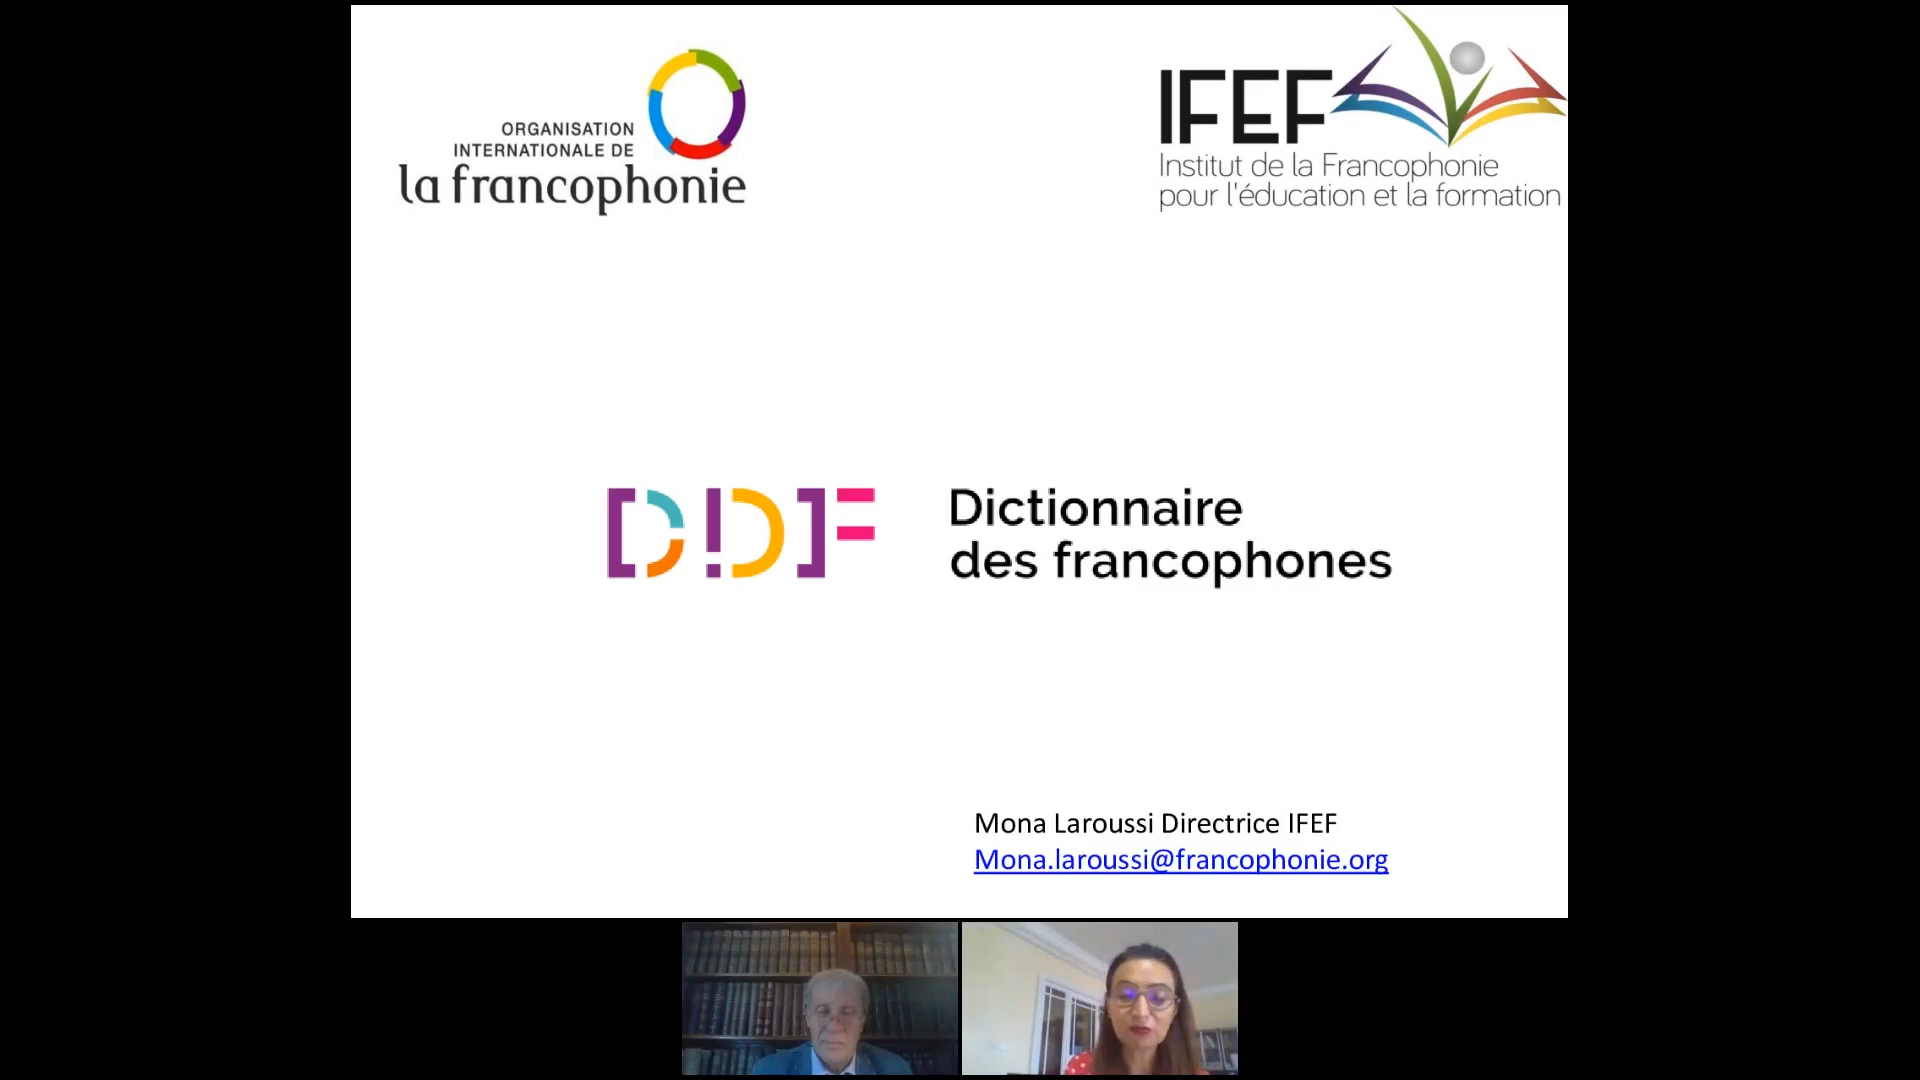 ORGANISATION
INTERNATIONALE DE
la francophonie
IFEF
Institut de la Francophonie
pour l'éducation et la formation
DDF
Dictionnaire
des francophones
Mona Laroussi Directrice IFEF
Mona.laroussi@francophonie.org